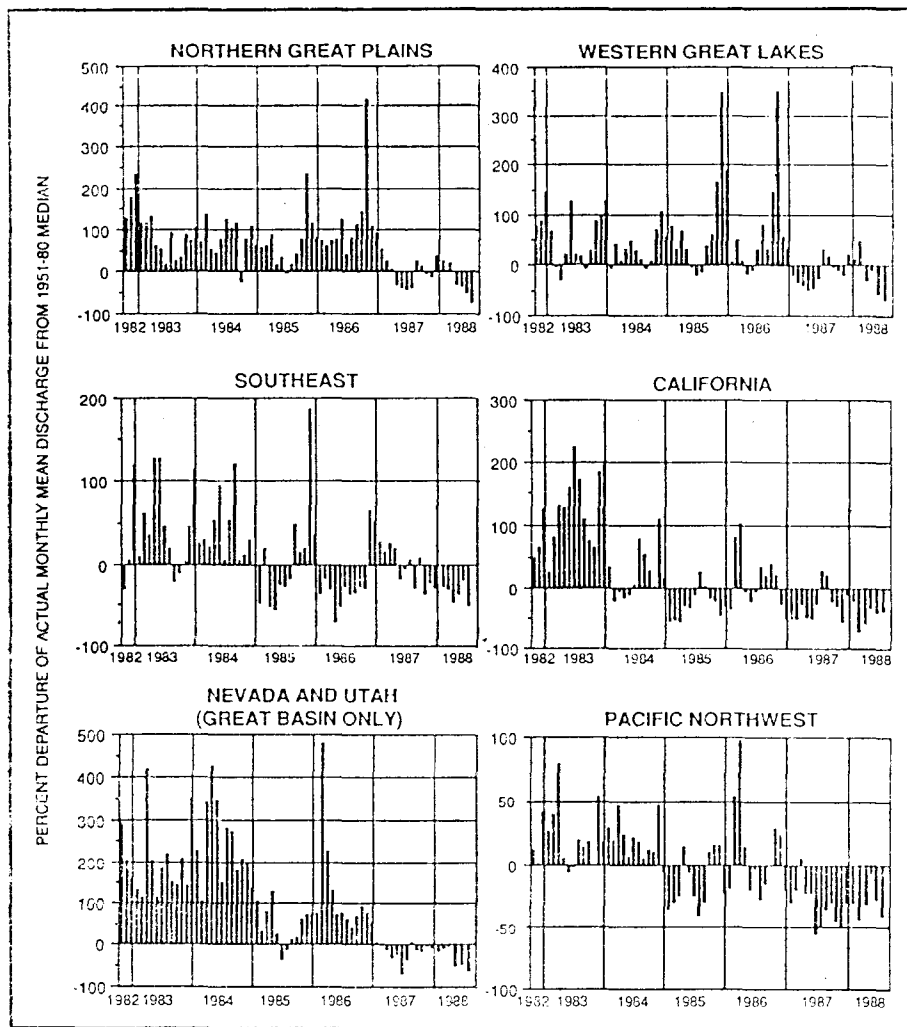 PERCENT DEPARTURE OF ACTUAL MONTHLY MEAN DISCHARGE FROM 1951-80 MEDIAN
NORTHERN GREAT PLAINS
500
400
300
200
100
0
-100
1982 1983 1984 1985 1966 1987 1988
WESTERN GREAT LAKES
400
350
300
200
100
0
-100
1982 1983 1984 1985 1986 1987 1988
SOUTHEAST
200
100
0
-100
1982 1983 1984 1985 1986 1987 1988
CALIFORNIA
300
200
100
0
-100
1982 1983 1984 1985 1986 1987 1988
NEVADA AND UTAH
(GREAT BASIN ONLY)
500
400
300
200
100
0
-100
1982 1983 1984 1985 1986 1987 1988
PACIFIC NORTHWEST
100
50
0
-50
-100
1982 1983 1964 1985 1986 1987 1988